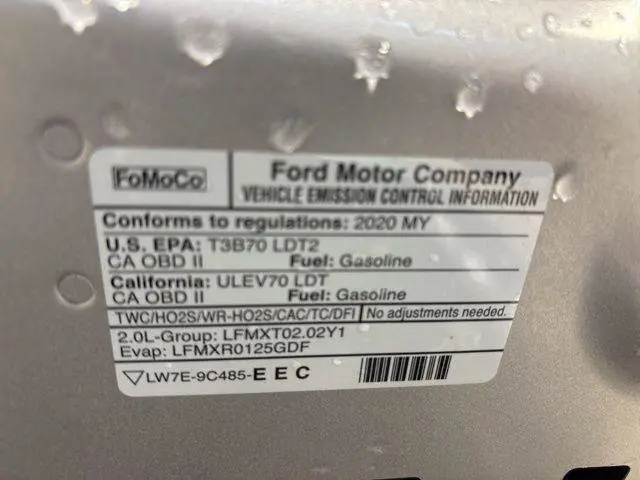 FoMoCo
Ford Motor Company
VEHICLE EMISSION CONTROL INFORMATION
Conforms to regulations: 2020 MY
U.S. EPA: T3B70 LDT2
CA OBD II Fuel: Gasoline
California: ULEV70 LDT
CA OBD II Fuel: Gasoline
TWC/HO2S/WR-HO2S/CAC/TC/DFI No adjustments needed.
2.0L-Group: LFMXT02.02Y1
Evap: LFMXR0125GDF
LW7E-9C485-E E C